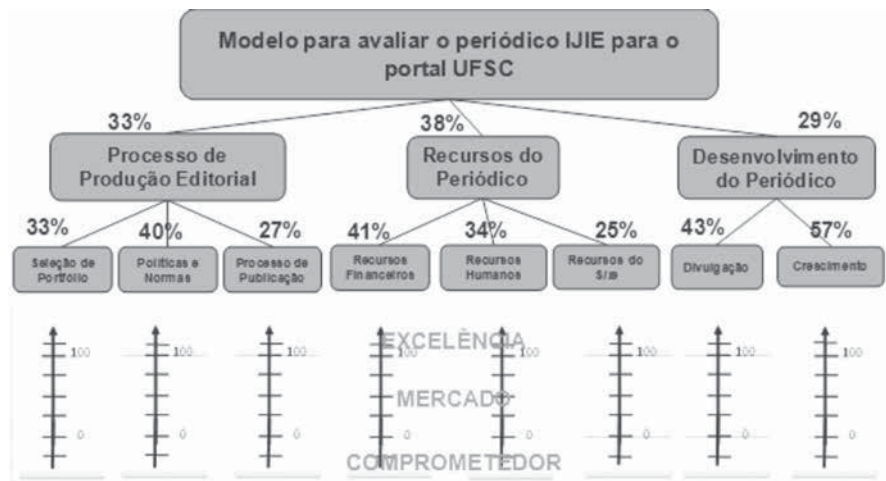 Modelo para avaliar o periódico IJIE para o
portal UFSC
33%
38%
29%
Processo de
Produção Editorial
Recursos do
Periódico
Desenvolvimento
do Periódico
33%
40%
27%
41%
34%
25%
43%
57%
Seleção de
Portfólio
Políticas e
Normas
Processo de
Publicação
Recursos
Financeiros
Recursos
Humanos
Recursos do
Divulgação
Crescimento
EXCELÊNCIA
100
100
100
100
100
100
100
100
MERCADO
0
0
0
0
0
0
0
0
COMPROMETEDOR